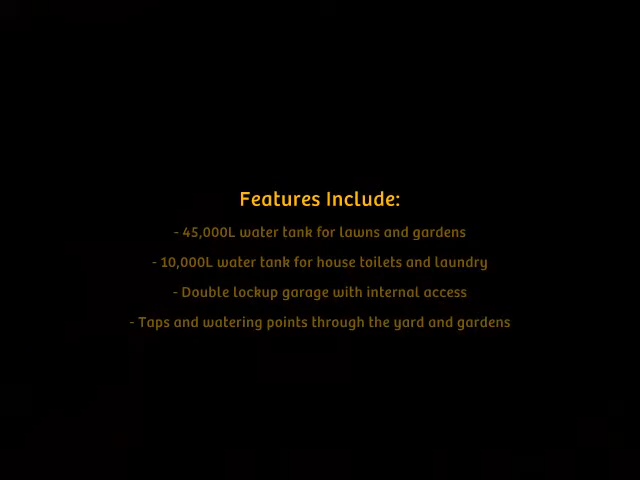 Features Include:
- 45,000L water tank for lawns and gardens
- 10,000L water tank for house toilets and laundry
- Double lockup garage with internal access
- Taps and watering points through the yard and gardens